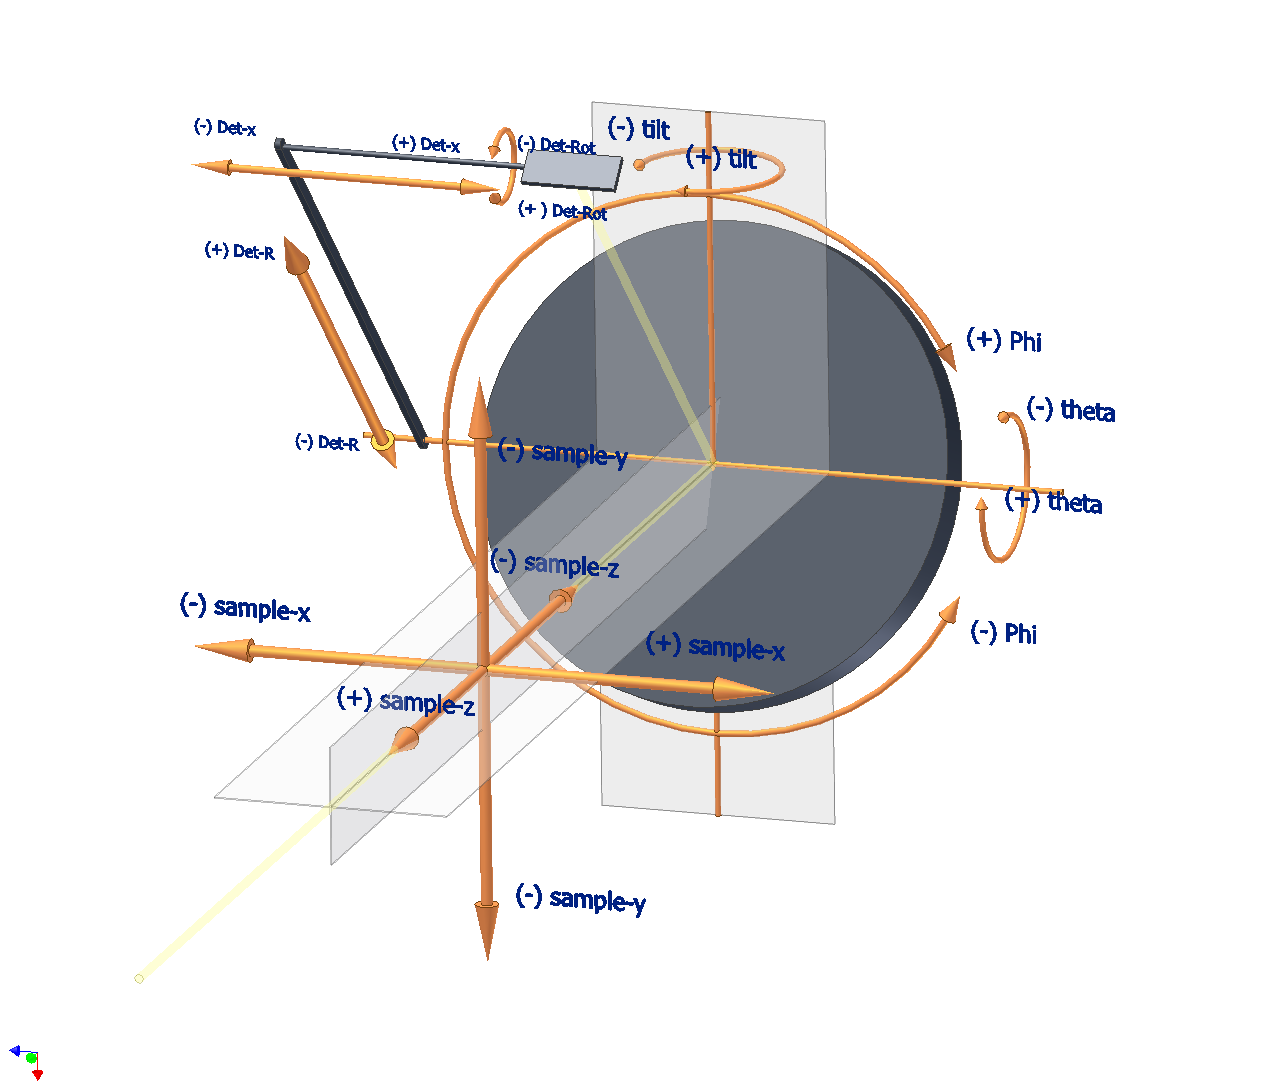 (-) Det-x
(+) Det-x
(-) Det-Rot
(-) tilt
(+) tilt
(+ ) Det-Rot
(+) Det-R
(+) Phi
(-) theta
(-) Det-R
(-) sample-y
(+) theta
(-) sample-z
(-) sample-x
(+) sample-x
(-) Phi
(+) sample-z
(-) sample-y